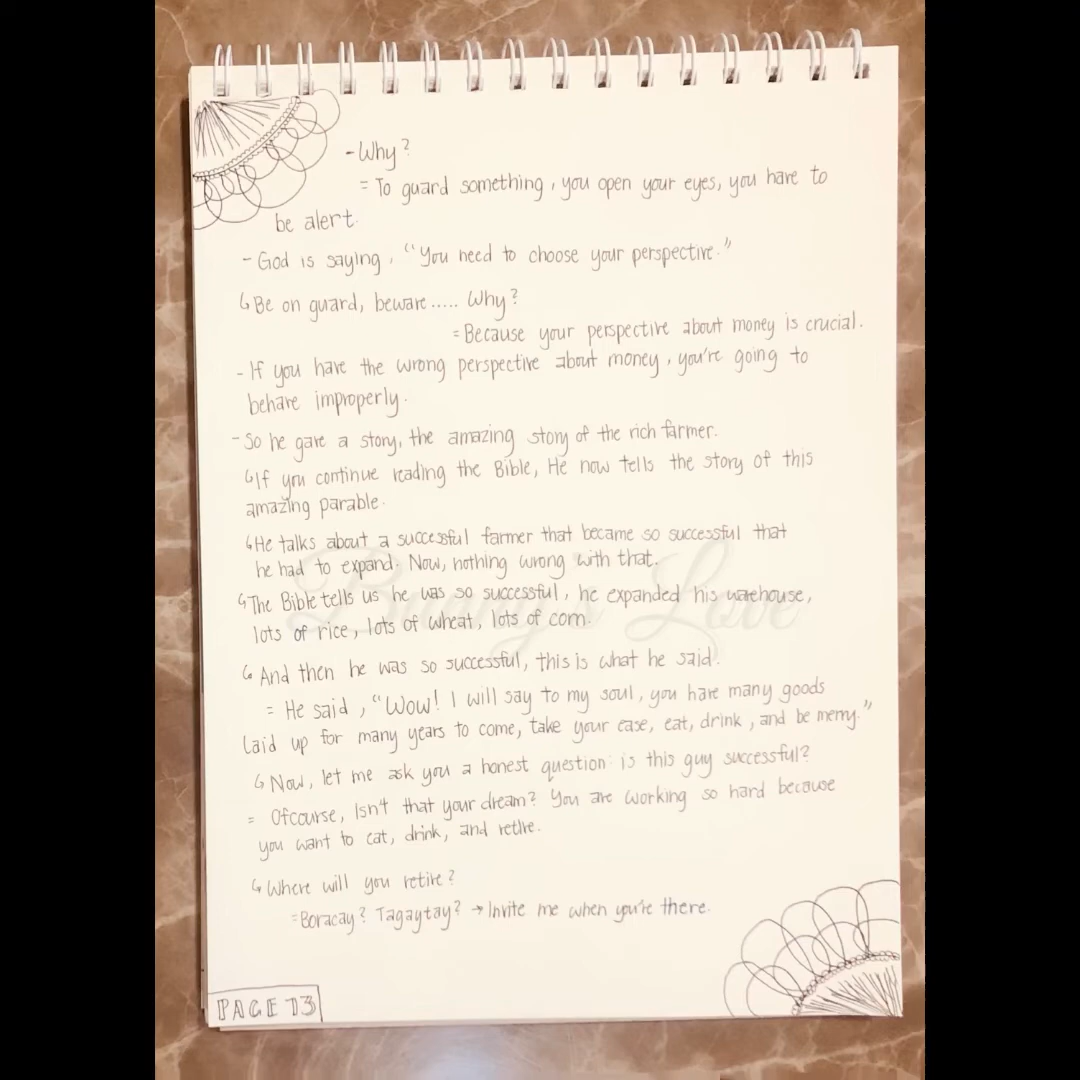 -Why?
= To guard something, you open your eyes, you have to
be alert.
- God is saying, "You need to choose your perspective."
↳ Be on guard, beware..... Why?
= Because your perspective about money is crucial.
- If you have the wrong perspective about money, you're going to
behave improperly.
- So he gave a story, the amazing story of the rich farmer.
↳ If you continue reading the Bible, He now tells the story of this
amazing parable.
↳ He talks about a successful farmer that became so successful that
he had to expand. Now, nothing wrong with that.
↳ The Bible tells us he was so successful, he expanded his warehouse,
lots of rice, lots of wheat, lots of corn.
↳ And then he was so successful, this is what he said.
= He said, "Wow! I will say to my soul, you have many goods
laid up for many years to come, take your ease, eat, drink, and be merry."
↳ Now, let me ask you a honest question: is this guy successful?
= Ofcourse, Isn't that your dream? You are working so hard because
you want to eat, drink, and retire.
↳ Where will you retire?
= Boracay? Tagaytay? → Invite me when you're there.
PAGE 13
Bunny's Love